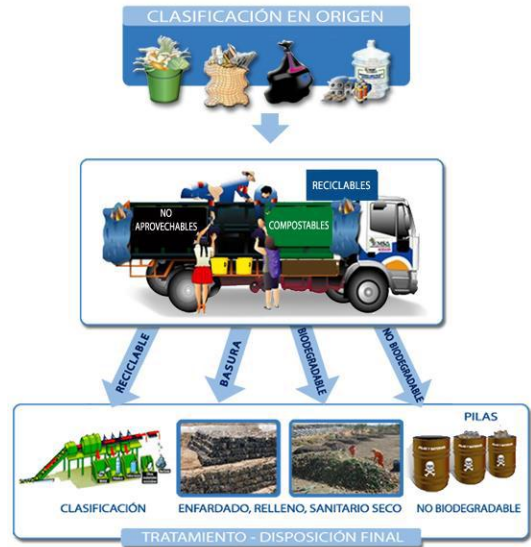 CLASIFICACIÓN EN ORIGEN
RECICLABLES
NO
APROVECHABLES
COMPOSTABLES
RECICLABLE
BASURA
BIODEGRADABLE
NO BIODEGRADABLE
PILAS
CLASIFICACIÓN
ENFARDADO, RELLENO, SANITARIO SECO
NO BIODEGRADABLE
TRATAMIENTO - DISPOSICIÓN FINAL